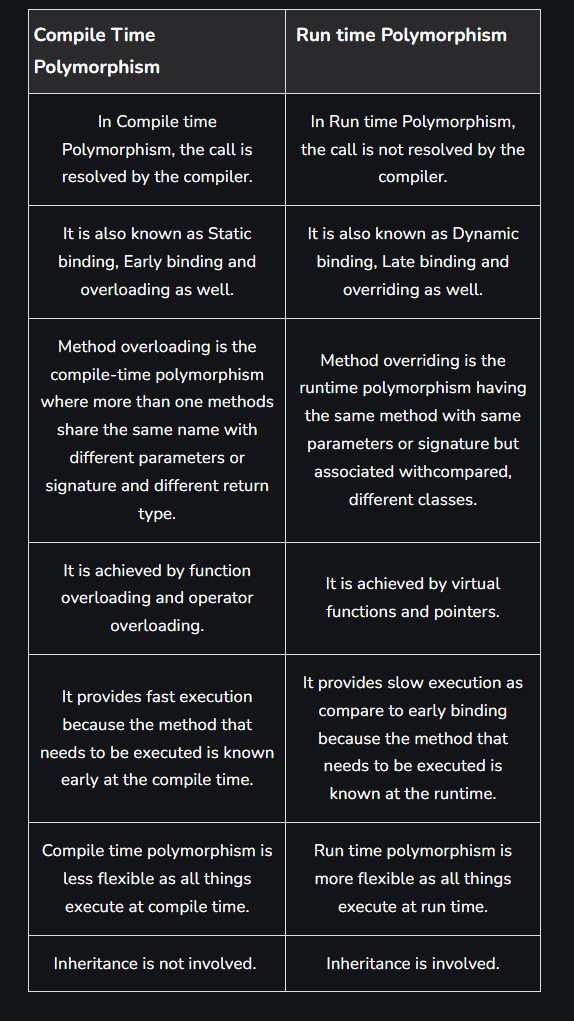 Compile Time
Polymorphism
Run time Polymorphism
In Compile time
Polymorphism, the call is
resolved by the compiler.
In Run time Polymorphism,
the call is not resolved by the
compiler.
It is also known as Static
binding, Early binding and
overloading as well.
It is also known as Dynamic
binding, Late binding and
overriding as well.
Method overloading is the
compile-time polymorphism
where more than one methods
share the same name with
different parameters or
signature and different return
type.
Method overriding is the
runtime polymorphism having
the same method with same
parameters or signature but
associated withcompared,
different classes.
It is achieved by function
overloading and operator
overloading.
It is achieved by virtual
functions and pointers.
It provides fast execution
because the method that
needs to be executed is known
early at the compile time.
It provides slow execution as
compare to early binding
because the method that
needs to be executed is
known at the runtime.
Compile time polymorphism is
less flexible as all things
execute at compile time.
Run time polymorphism is
more flexible as all things
execute at run time.
Inheritance is not involved.
Inheritance is involved.